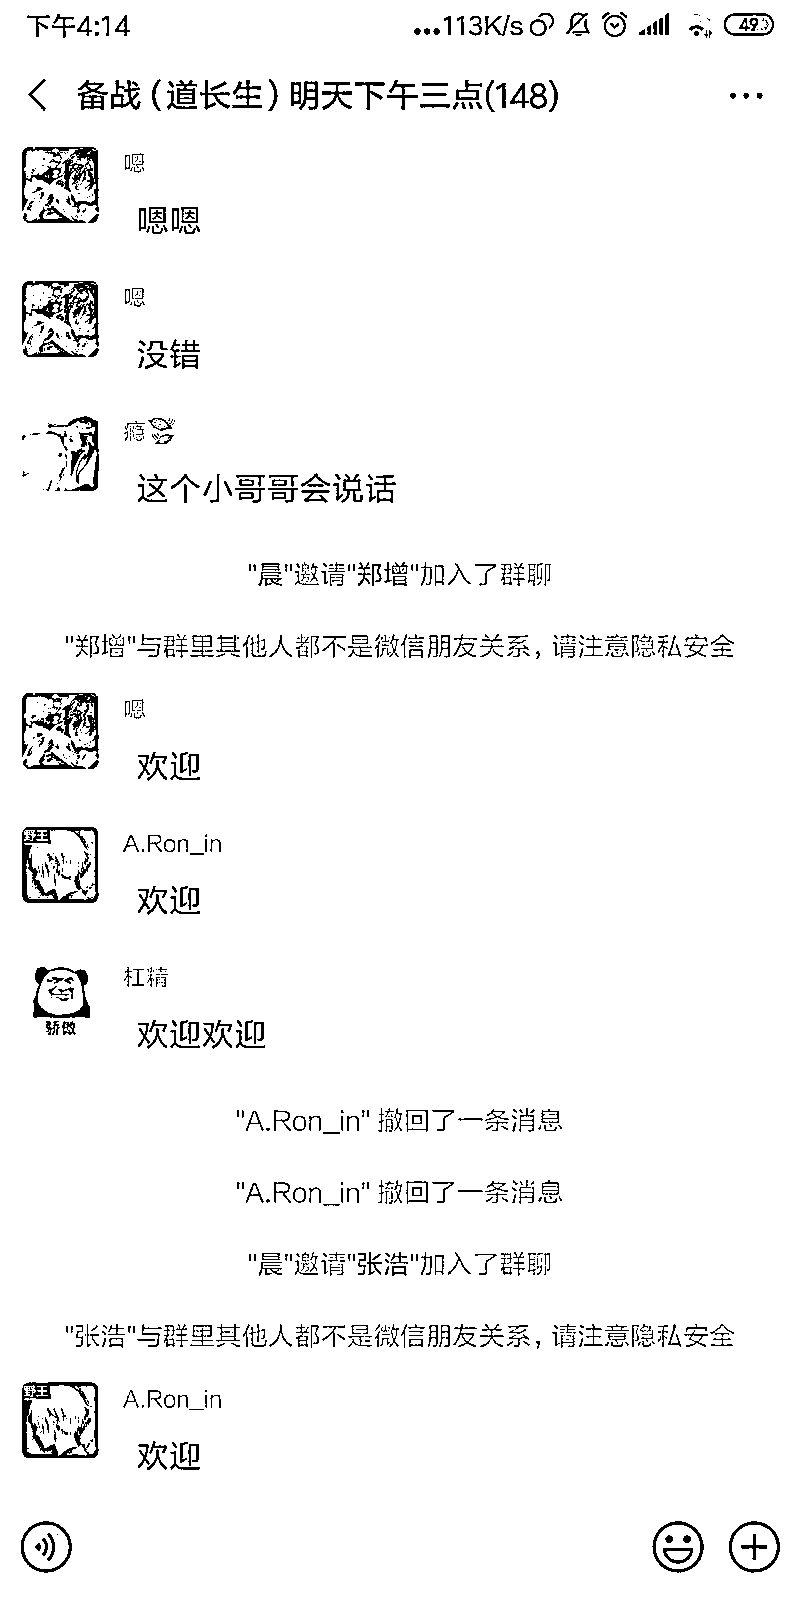 下午4:14
...113K/s
49
备战（道长生）明天下午三点(148)
嗯
嗯嗯
嗯
没错
瘾
这个小哥哥会说话
"晨"邀请"郑增"加入了群聊
"郑增"与群里其他人都不是微信朋友关系，请注意隐私安全
嗯
欢迎
野王
A.Ron_in
欢迎
杠精
骄傲
欢迎欢迎
"A.Ron_in" 撤回了一条消息
"A.Ron_in" 撤回了一条消息
"晨"邀请"张浩"加入了群聊
"张浩"与群里其他人都不是微信朋友关系，请注意隐私安全
野王
A.Ron_in
欢迎